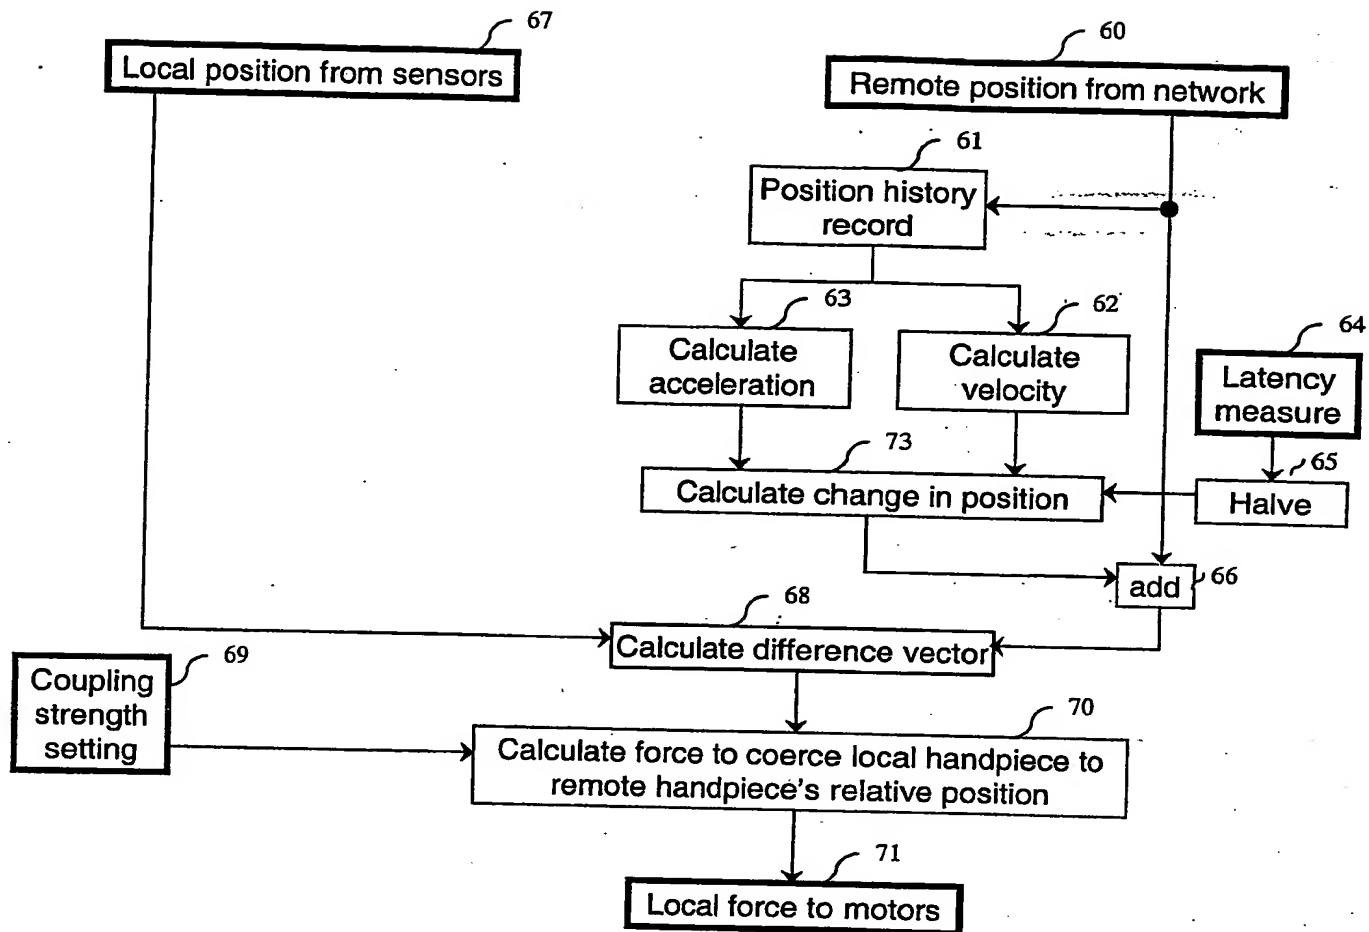 67
Local position from sensors
60
Remote position from network
61
Position history
record
63
Calculate
acceleration
62
Calculate
velocity
64
Latency
measure
73
Calculate change in position
65
Halve
add
66
68
Calculate difference vector
69
Coupling
strength
setting
70
Calculate force to coerce local handpiece to
remote handpiece's relative position
71
Local force to motors